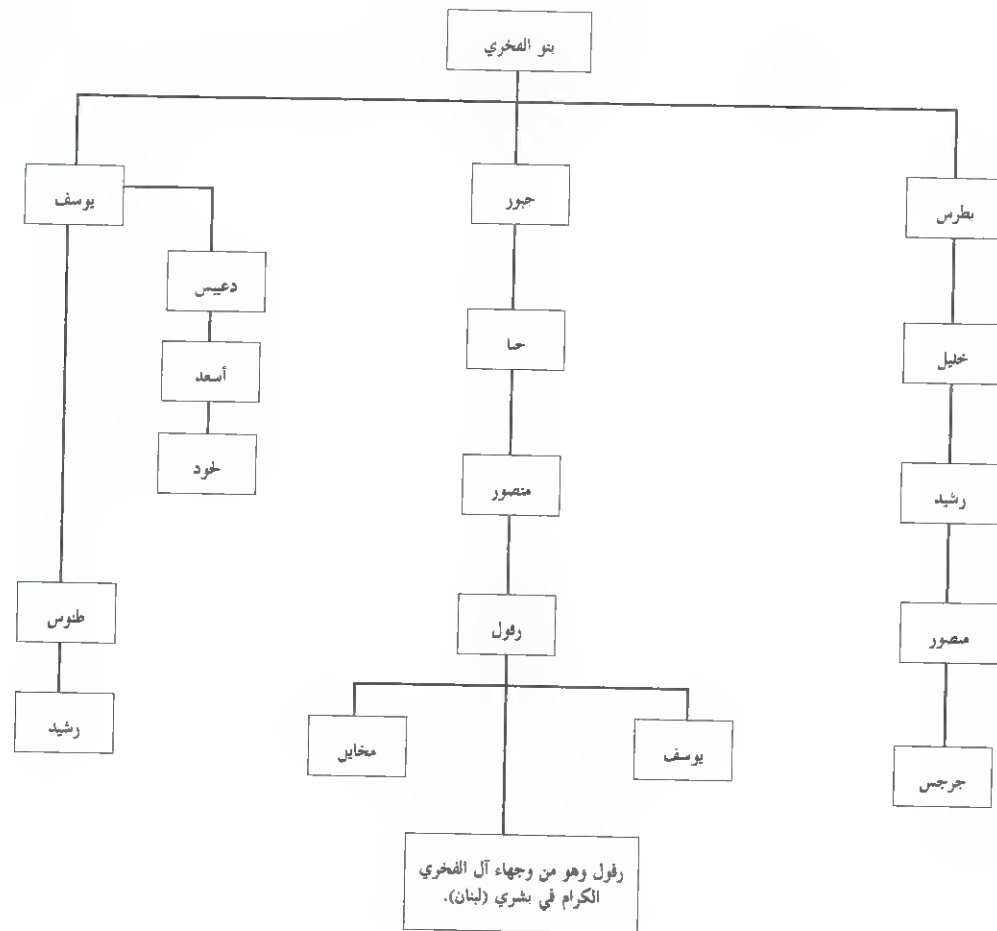 بنو الفخري
يوسف
جبور
بطرس
دعيبس
حنا
خليل
أسعد
لحود
منصور
رشيد
طنوس
رفول
منصور
رشيد
مخايل
يوسف
جرجس
رفول وهو من وجهاء آل الفخري
الكرام في بشري (لبنان).